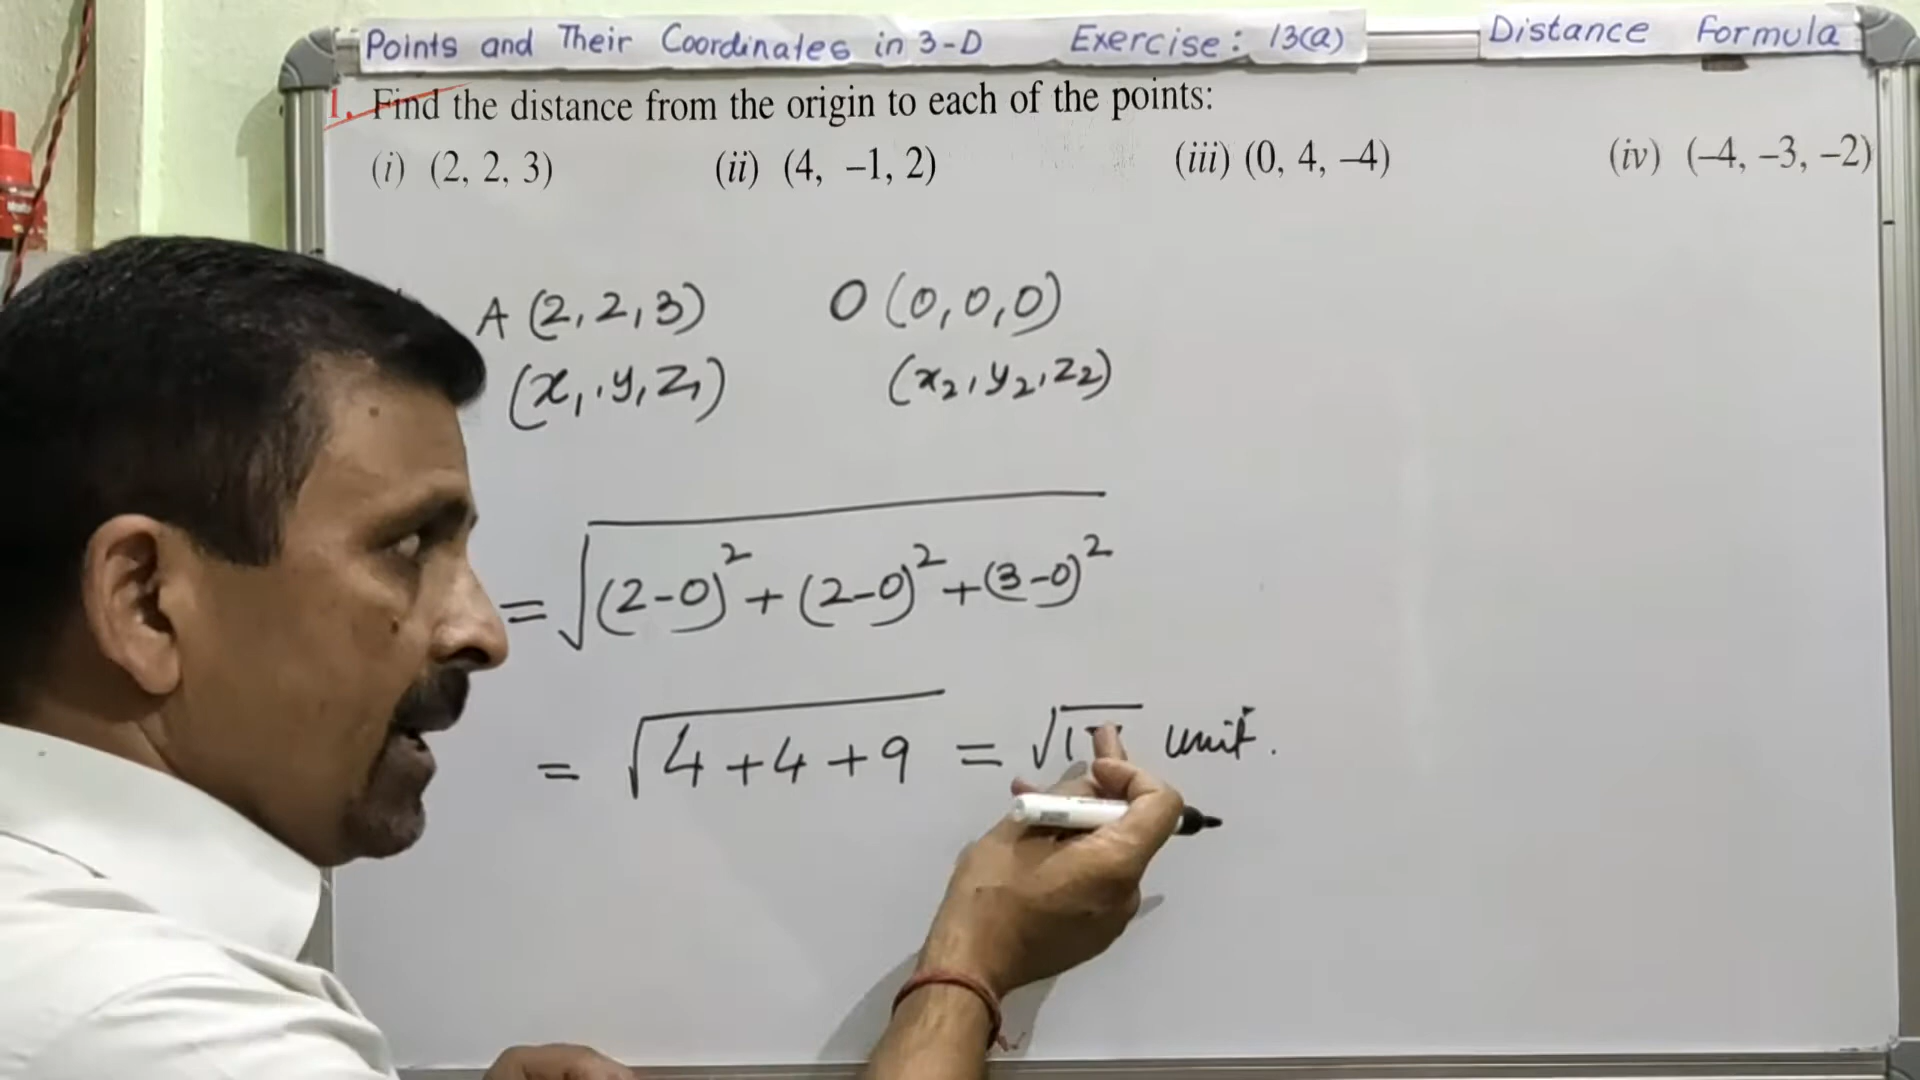 Points and Their Coordinates in 3-D Exercise: 13(a) Distance Formula
1. Find the distance from the origin to each of the points:
(i) (2, 2, 3) (ii) (4, –1, 2) (iii) (0, 4, –4) (iv) (–4, –3, –2)
A (2, 2, 3) O (0, 0, 0)
(x₁, y, z₁) (x₂, y₂, z₂)
= √(2-0)² + (2-0)² + (3-0)²
= √4+4+9 = unit.